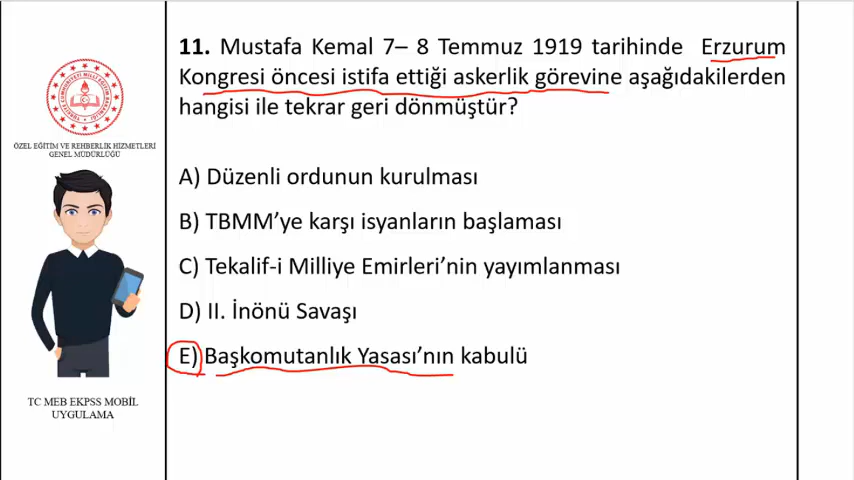 11. Mustafa Kemal 7– 8 Temmuz 1919 tarihinde Erzurum
Kongresi öncesi istifa ettiği askerlik görevine aşağıdakilerden
hangisi ile tekrar geri dönmüştür?
A) Düzenli ordunun kurulması
B) TBMM’ye karşı isyanların başlaması
C) Tekalif-i Milliye Emirleri’nin yayımlanması
D) II. İnönü Savaşı
E) Başkomutanlık Yasası’nın kabulü
ÖZEL EĞİTİM VE REHBERLİK HİZMETLERİ
GENEL MÜDÜRLÜĞÜ
TC MEB EKPSS MOBİL
UYGULAMA